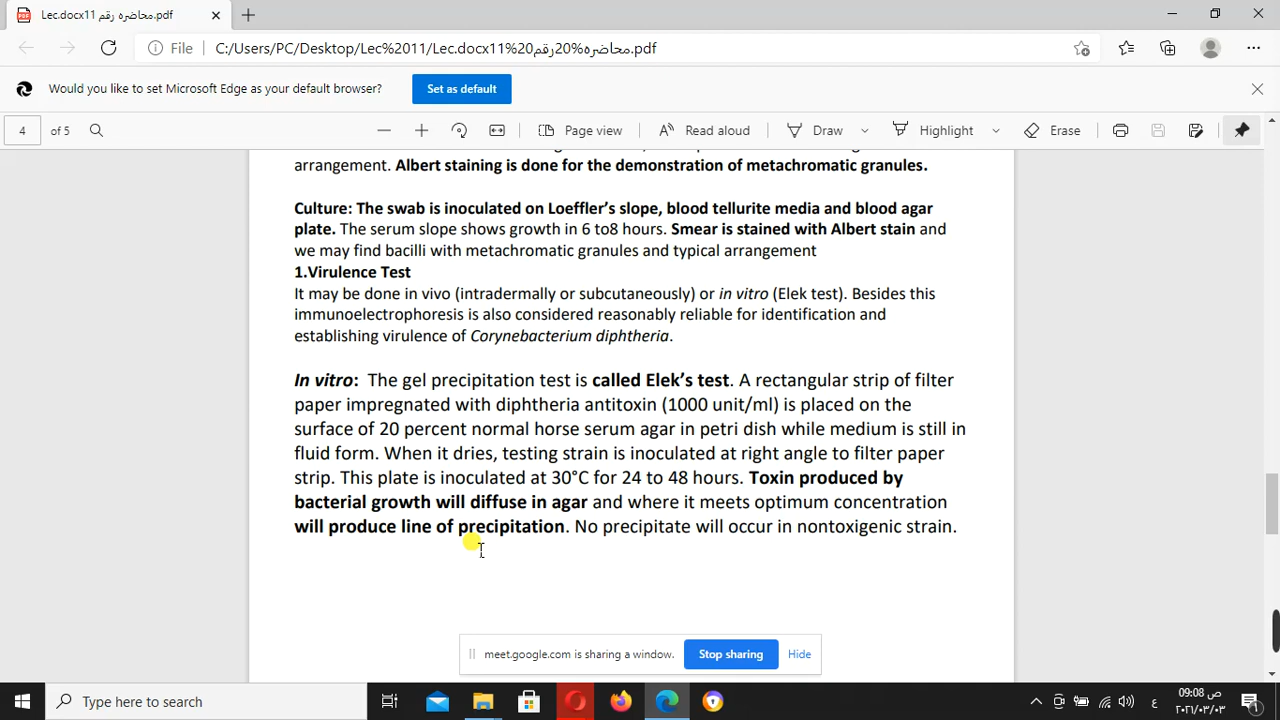 Lec.docx11 محاضره رقم.pdf
File
C:/Users/PC/Desktop/Lec%2011/Lec.docx11%20محاضره%20رقم.pdf
Would you like to set Microsoft Edge as your default browser?
Set as default
4 of 5
Page view
Read aloud
Draw
Highlight
Erase
arrangement. Albert staining is done for the demonstration of metachromatic granules.
Culture: The swab is inoculated on Loeffler's slope, blood tellurite media and blood agar
plate. The serum slope shows growth in 6 to8 hours. Smear is stained with Albert stain and
we may find bacilli with metachromatic granules and typical arrangement
1.Virulence Test
It may be done in vivo (intradermally or subcutaneously) or in vitro (Elek test). Besides this
immunoelectrophoresis is also considered reasonably reliable for identification and
establishing virulence of Corynebacterium diphtheria.
In vitro: The gel precipitation test is called Elek's test. A rectangular strip of filter
paper impregnated with diphtheria antitoxin (1000 unit/ml) is placed on the
surface of 20 percent normal horse serum agar in petri dish while medium is still in
fluid form. When it dries, testing strain is inoculated at right angle to filter paper
strip. This plate is inoculated at 30°C for 24 to 48 hours. Toxin produced by
bacterial growth will diffuse in agar and where it meets optimum concentration
will produce line of precipitation. No precipitate will occur in nontoxigenic strain.
meet.google.com is sharing a window.
Stop sharing
Hide
Type here to search
ع
09:08 ص
٢٠٢١/٠٣/٠٣
1